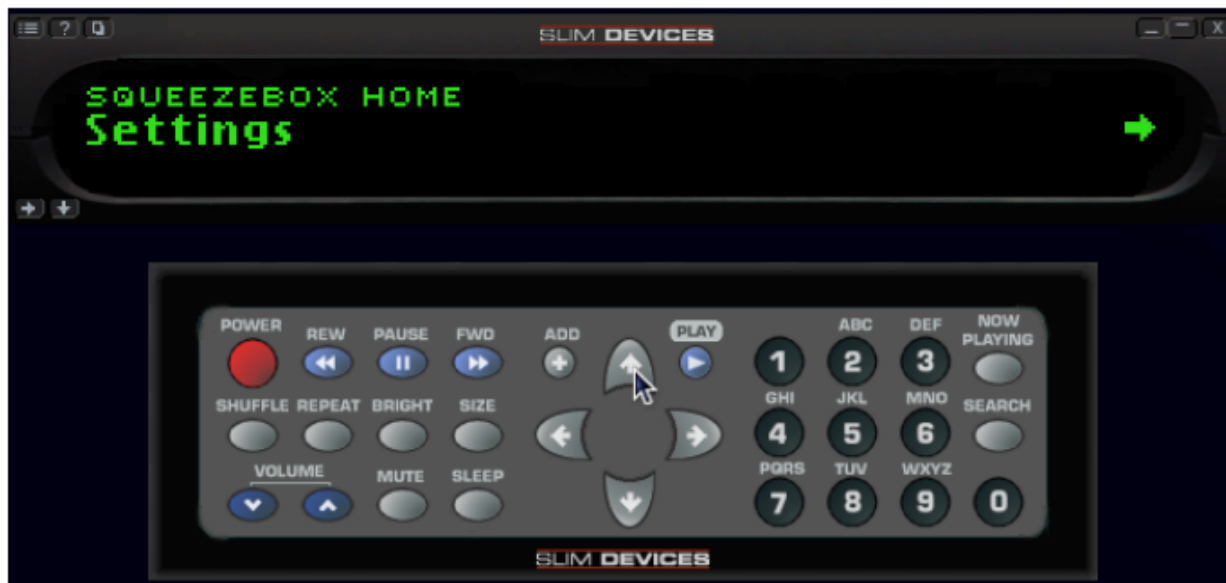 ?
X
SLIM DEVICES
SQUEEZEBOX HOME
Settings
POWER REW PAUSE FWD ADD PLAY
1 ABC 2 DEF 3 NOW PLAYING
SHUFFLE REPEAT BRIGHT SIZE
GHI 4 JKL 5 MNO 6 SEARCH
VOLUME MUTE SLEEP
PQRS 7 TUV 8 WXYZ 9 0
SLIM DEVICES